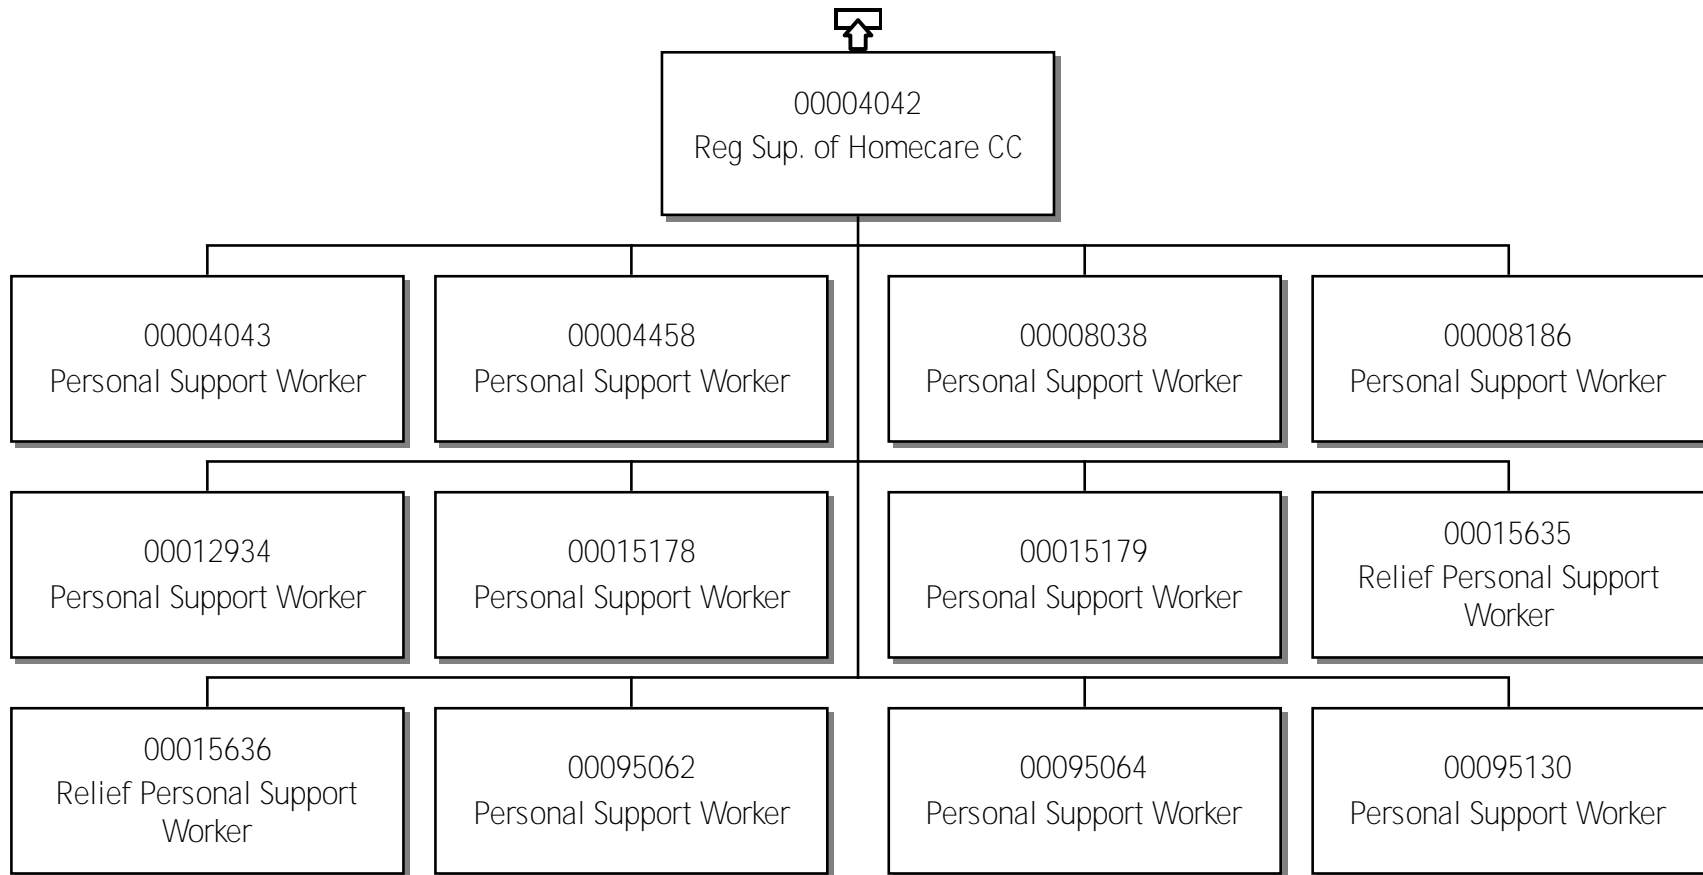 00004042
Reg Sup. of Homecare CC
00004043
Personal Support Worker
00004458
Personal Support Worker
00008038
Personal Support Worker
00008186
Personal Support Worker
00012934
Personal Support Worker
00015178
Personal Support Worker
00015179
Personal Support Worker
00015635
Relief Personal Support
Worker
00015636
Relief Personal Support
Worker
00095062
Personal Support Worker
00095064
Personal Support Worker
00095130
Personal Support Worker